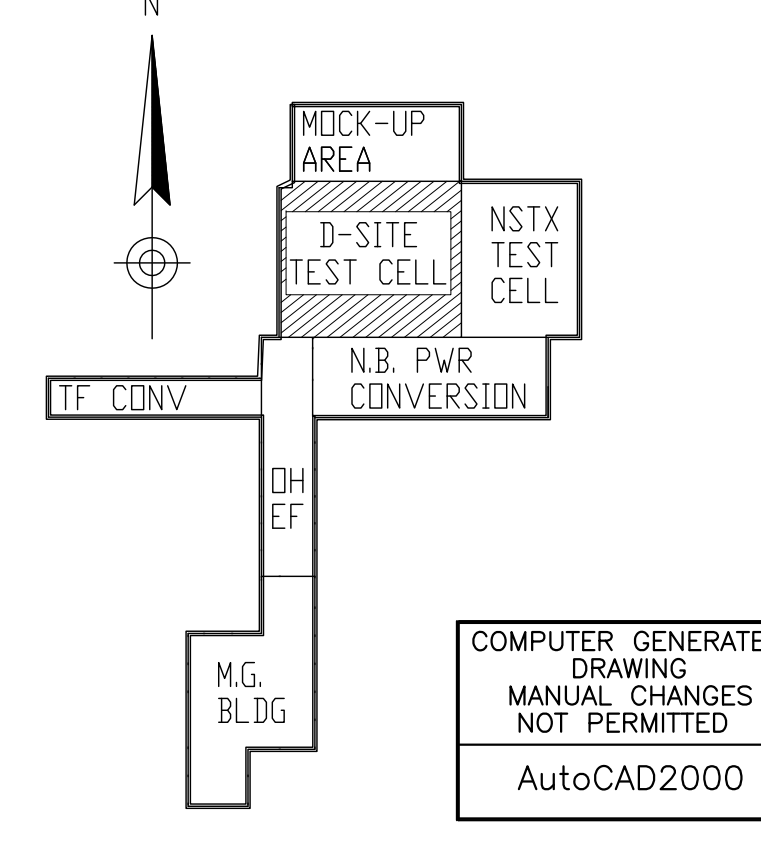 N
MOCK-UP
AREA
D-SITE
TEST CELL
NSTX
TEST
CELL
N.B. PWR
CONVERSION
TF CONV
OH
EF
M.G.
BLDG
COMPUTER GENERATE
DRAWING
MANUAL CHANGES
NOT PERMITTED
AutoCAD2000